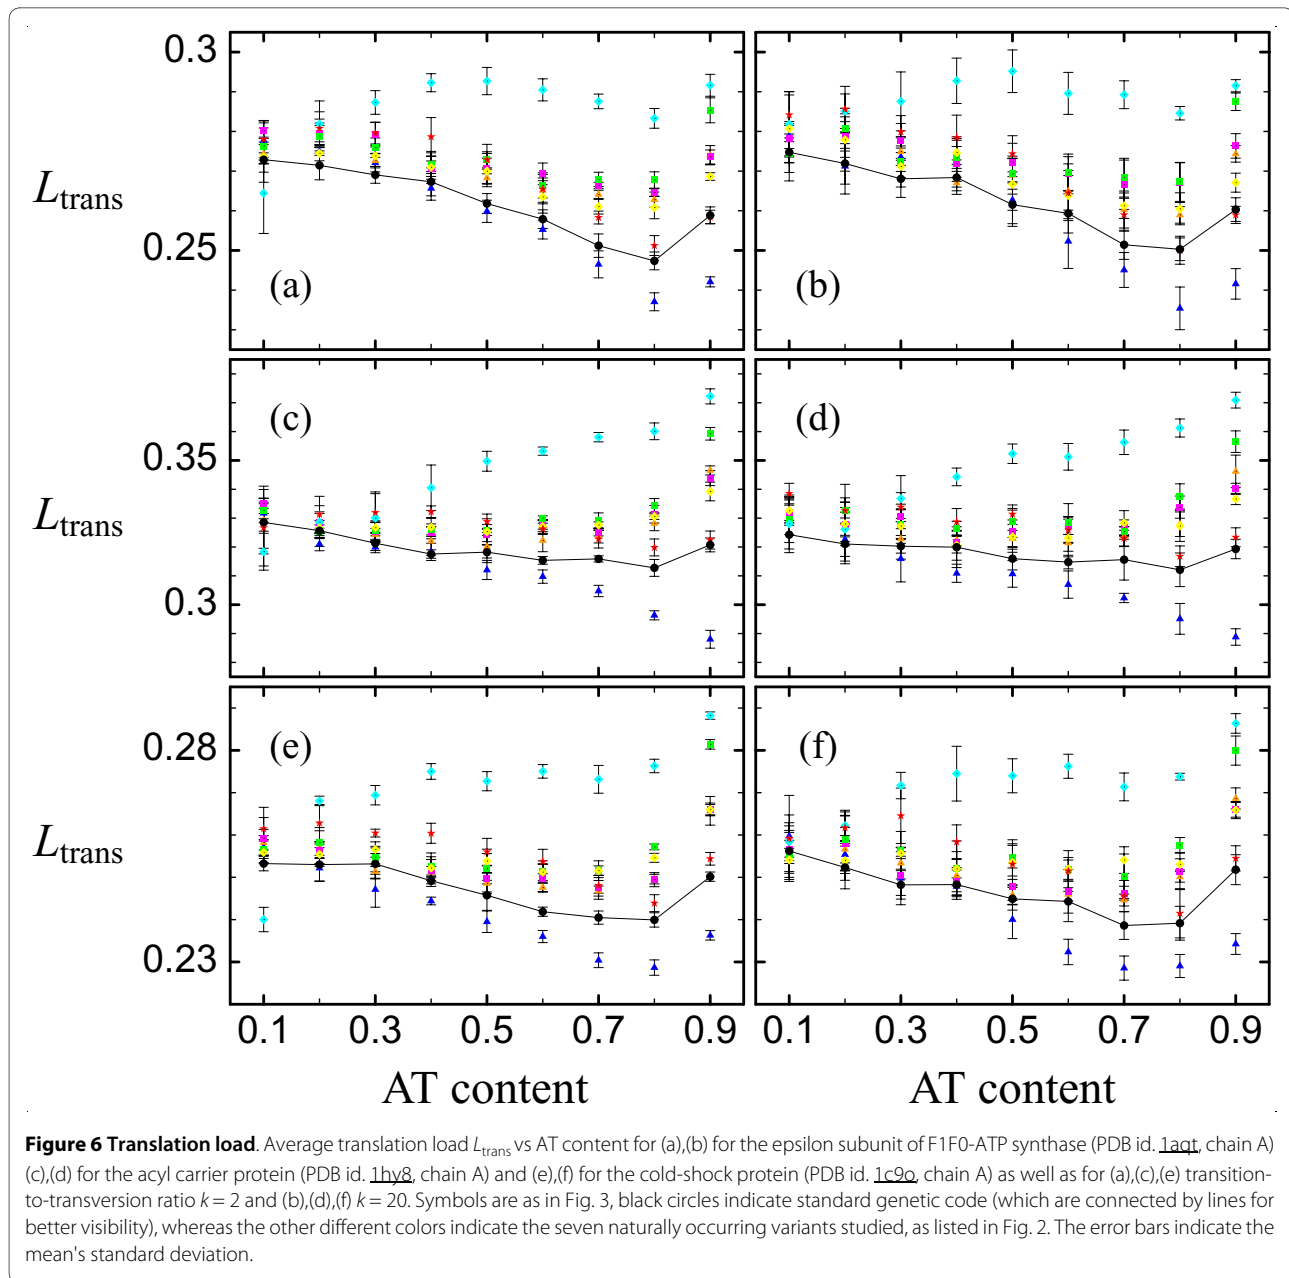 0.3
L trans
0.25
(a)
(b)
(c)
(d)
0.35
L trans
0.3
(e)
(f)
0.28
L trans
0.23
0.1 0.3 0.5 0.7 0.9 0.1 0.3 0.5 0.7 0.9
AT content AT content
Figure 6 Translation load. Average translation load Ltrans vs AT content for (a),(b) for the epsilon subunit of F1F0-ATP synthase (PDB id. 1aqt, chain A)
(c),(d) for the acyl carrier protein (PDB id. 1hy8, chain A) and (e),(f) for the cold-shock protein (PDB id. 1c9o, chain A) as well as for (a),(c),(e) transition-
to-transversion ratio k = 2 and (b),(d),(f) k = 20. Symbols are as in Fig. 3, black circles indicate standard genetic code (which are connected by lines for
better visibility), whereas the other different colors indicate the seven naturally occurring variants studied, as listed in Fig. 2. The error bars indicate the
mean's standard deviation.